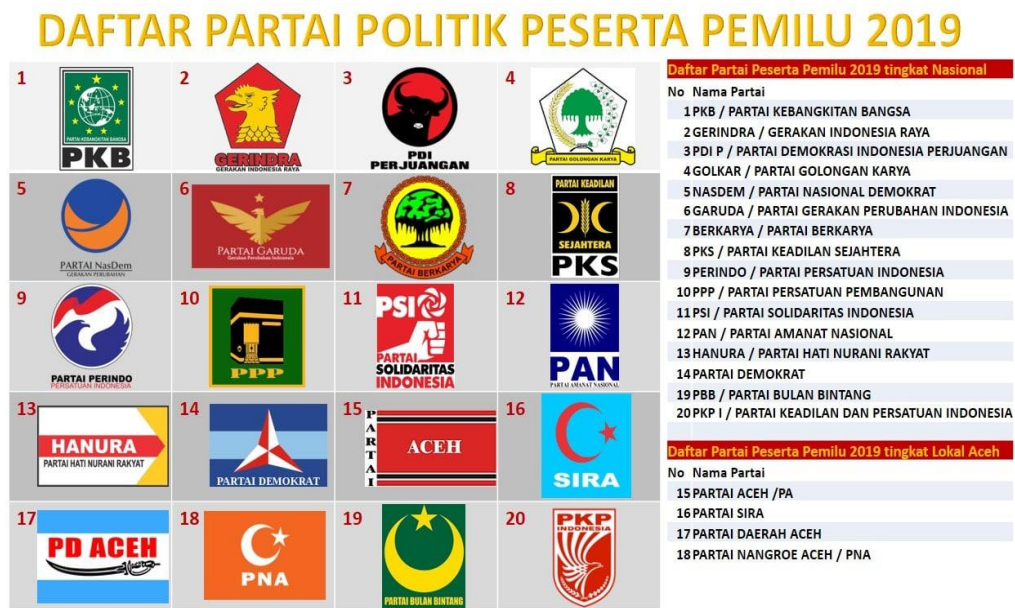 DAFTAR PARTAI POLITIK PESERTA PEMILU 2019
1
PARTAI KEBANGKITAN BANGSA
PKB
2
GERINDRA
GERAKAN INDONESIA RAYA
3
PDI
PERJUANGAN
4
PARTAI GOLONGAN KARYA
5
PARTAI NasDem
GERAKAN PERUBAHAN
6
PARTAI GARUDA
Gerakan Perubahan Indonesia
7
PARTAI BERKARYA
8
PARTAI KEADILAN
SEJAHTERA
PKS
9
PARTAI PERINDO
PERSATUAN INDONESIA
10
PPP
11
PSI
PARTAI
SOLIDARITAS
INDONESIA
12
PAN
PARTAI AMANAT NASIONAL
13
HANURA
PARTAI HATI NURANI RAKYAT
14
PARTAI DEMOKRAT
15
PARTAI
ACEH
16
SIRA
17
PD ACEH
18
PNA
19
PARTAI BULAN BINTANG
20
PKP
INDONESIA
Daftar Partai Peserta Pemilu 2019 tingkat Nasional
No Nama Partai
1 PKB / PARTAI KEBANGKITAN BANGSA
2 GERINDRA / GERAKAN INDONESIA RAYA
3 PDI P / PARTAI DEMOKRASI INDONESIA PERJUANGAN
4 GOLKAR / PARTAI GOLONGAN KARYA
5 NASDEM / PARTAI NASIONAL DEMOKRAT
6 GARUDA / PARTAI GERAKAN PERUBAHAN INDONESIA
7 BERKARYA / PARTAI BERKARYA
8 PKS / PARTAI KEADILAN SEJAHTERA
9 PERINDO / PARTAI PERSATUAN INDONESIA
10 PPP / PARTAI PERSATUAN PEMBANGUNAN
11 PSI / PARTAI SOLIDARITAS INDONESIA
12 PAN / PARTAI AMANAT NASIONAL
13 HANURA / PARTAI HATI NURANI RAKYAT
14 PARTAI DEMOKRAT
19 PBB / PARTAI BULAN BINTANG
20 PKP I / PARTAI KEADILAN DAN PERSATUAN INDONESIA
Daftar Partai Peserta Pemilu 2019 tingkat Lokal Aceh
No Nama Partai
15 PARTAI ACEH /PA
16 PARTAI SIRA
17 PARTAI DAERAH ACEH
18 PARTAI NANGROE ACEH / PNA